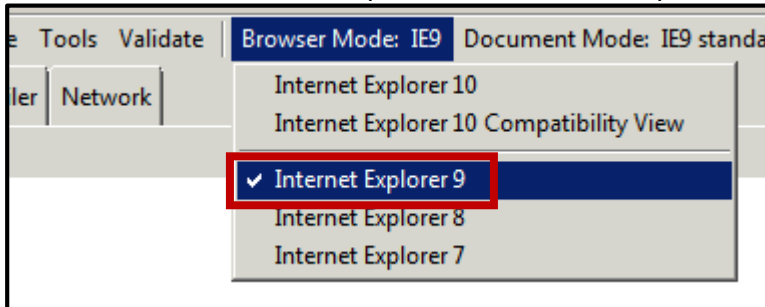 e Tools Validate Browser Mode: IE9 Document Mode: IE9 standa
ler Network
Internet Explorer 10
Internet Explorer 10 Compatibility View
✓ Internet Explorer 9
Internet Explorer 8
Internet Explorer 7